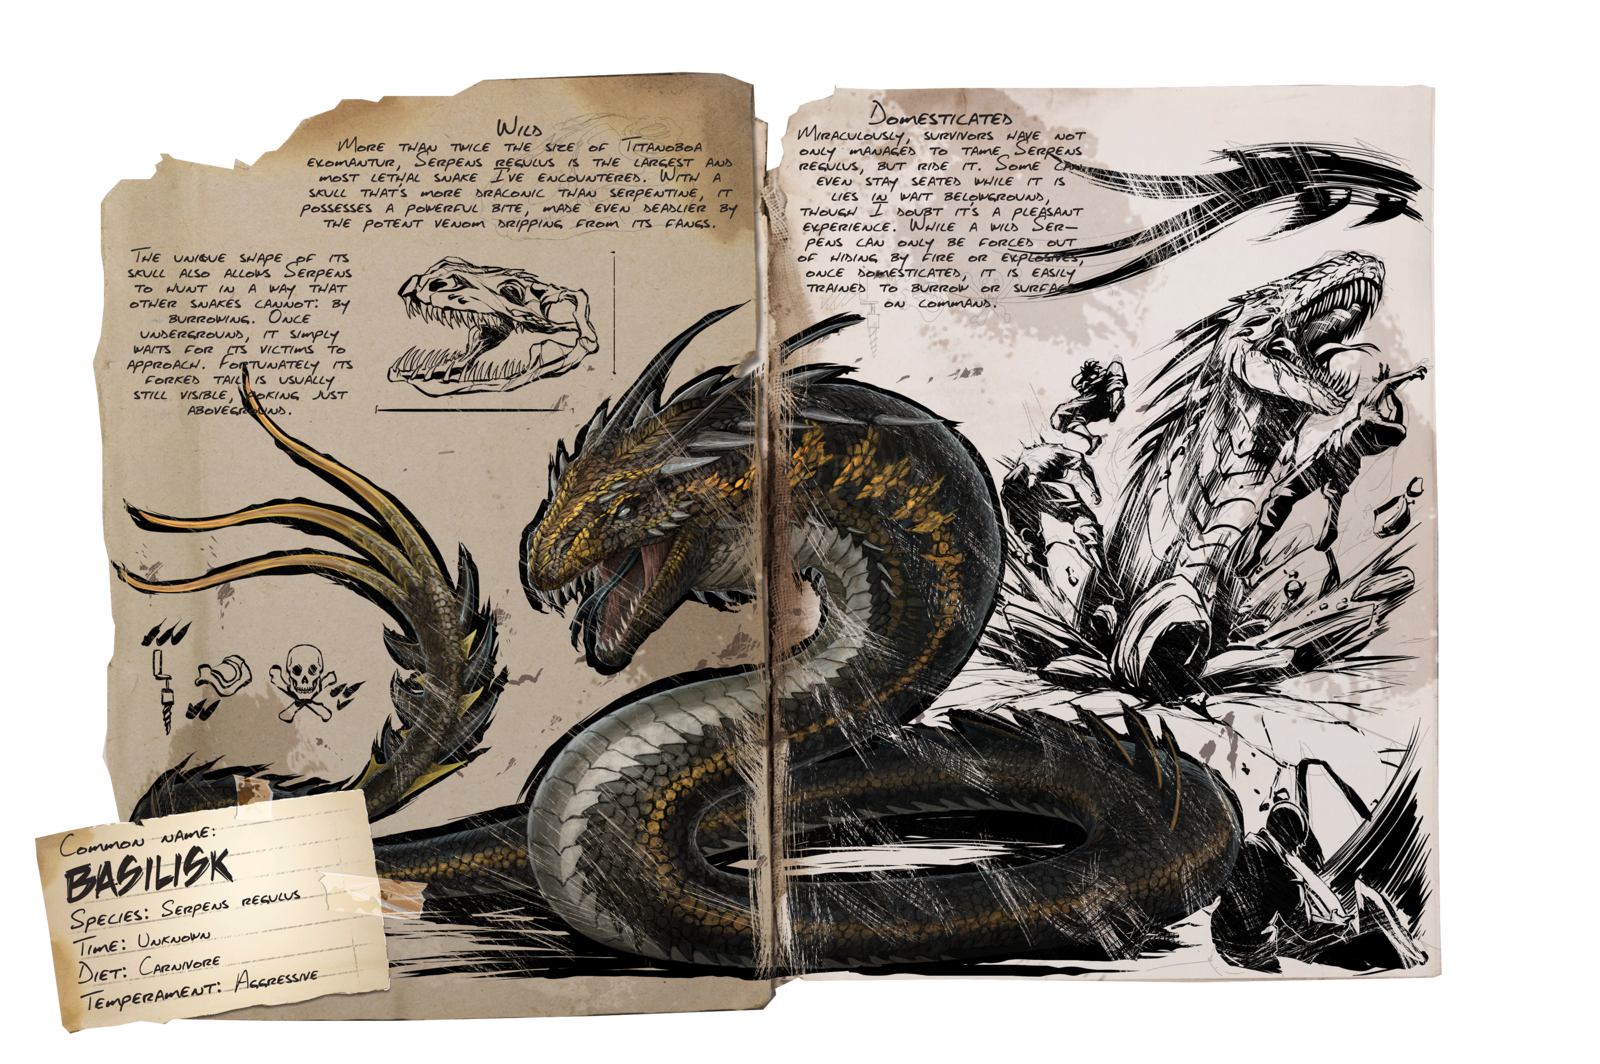 Wild
More than twice the size of Titanoboa
exomantur, Serpens regulus is the largest and
most lethal snake I've encountered. With a
skull that's more draconic than serpentine, it
possesses a powerful bite, made even deadlier by
the potent venom dripping from its fangs.
The unique shape of its
skull also allows Serpens
to hunt in a way that
other snakes cannot: by
burrowing. Once
underground, it simply
waits for its victims to
approach. Fortunately its
forked tail is usually
still visible, poking just
aboveground.
Domesticated
Miraculously, survivors have not
only managed to tame Serpens
regulus, but ride it. Some can
even stay seated while it is
lies in wait belowground,
though I doubt it's a pleasant
experience. While a wild Ser-
pens can only be forced out
of hiding by fire or explosives,
once domesticated, it is easily
trained to burrow or surface
on command.
Common name:
BASILISK
Species: Serpens regulus
Time: Unknown
Diet: Carnivore
Temperament: Aggressive